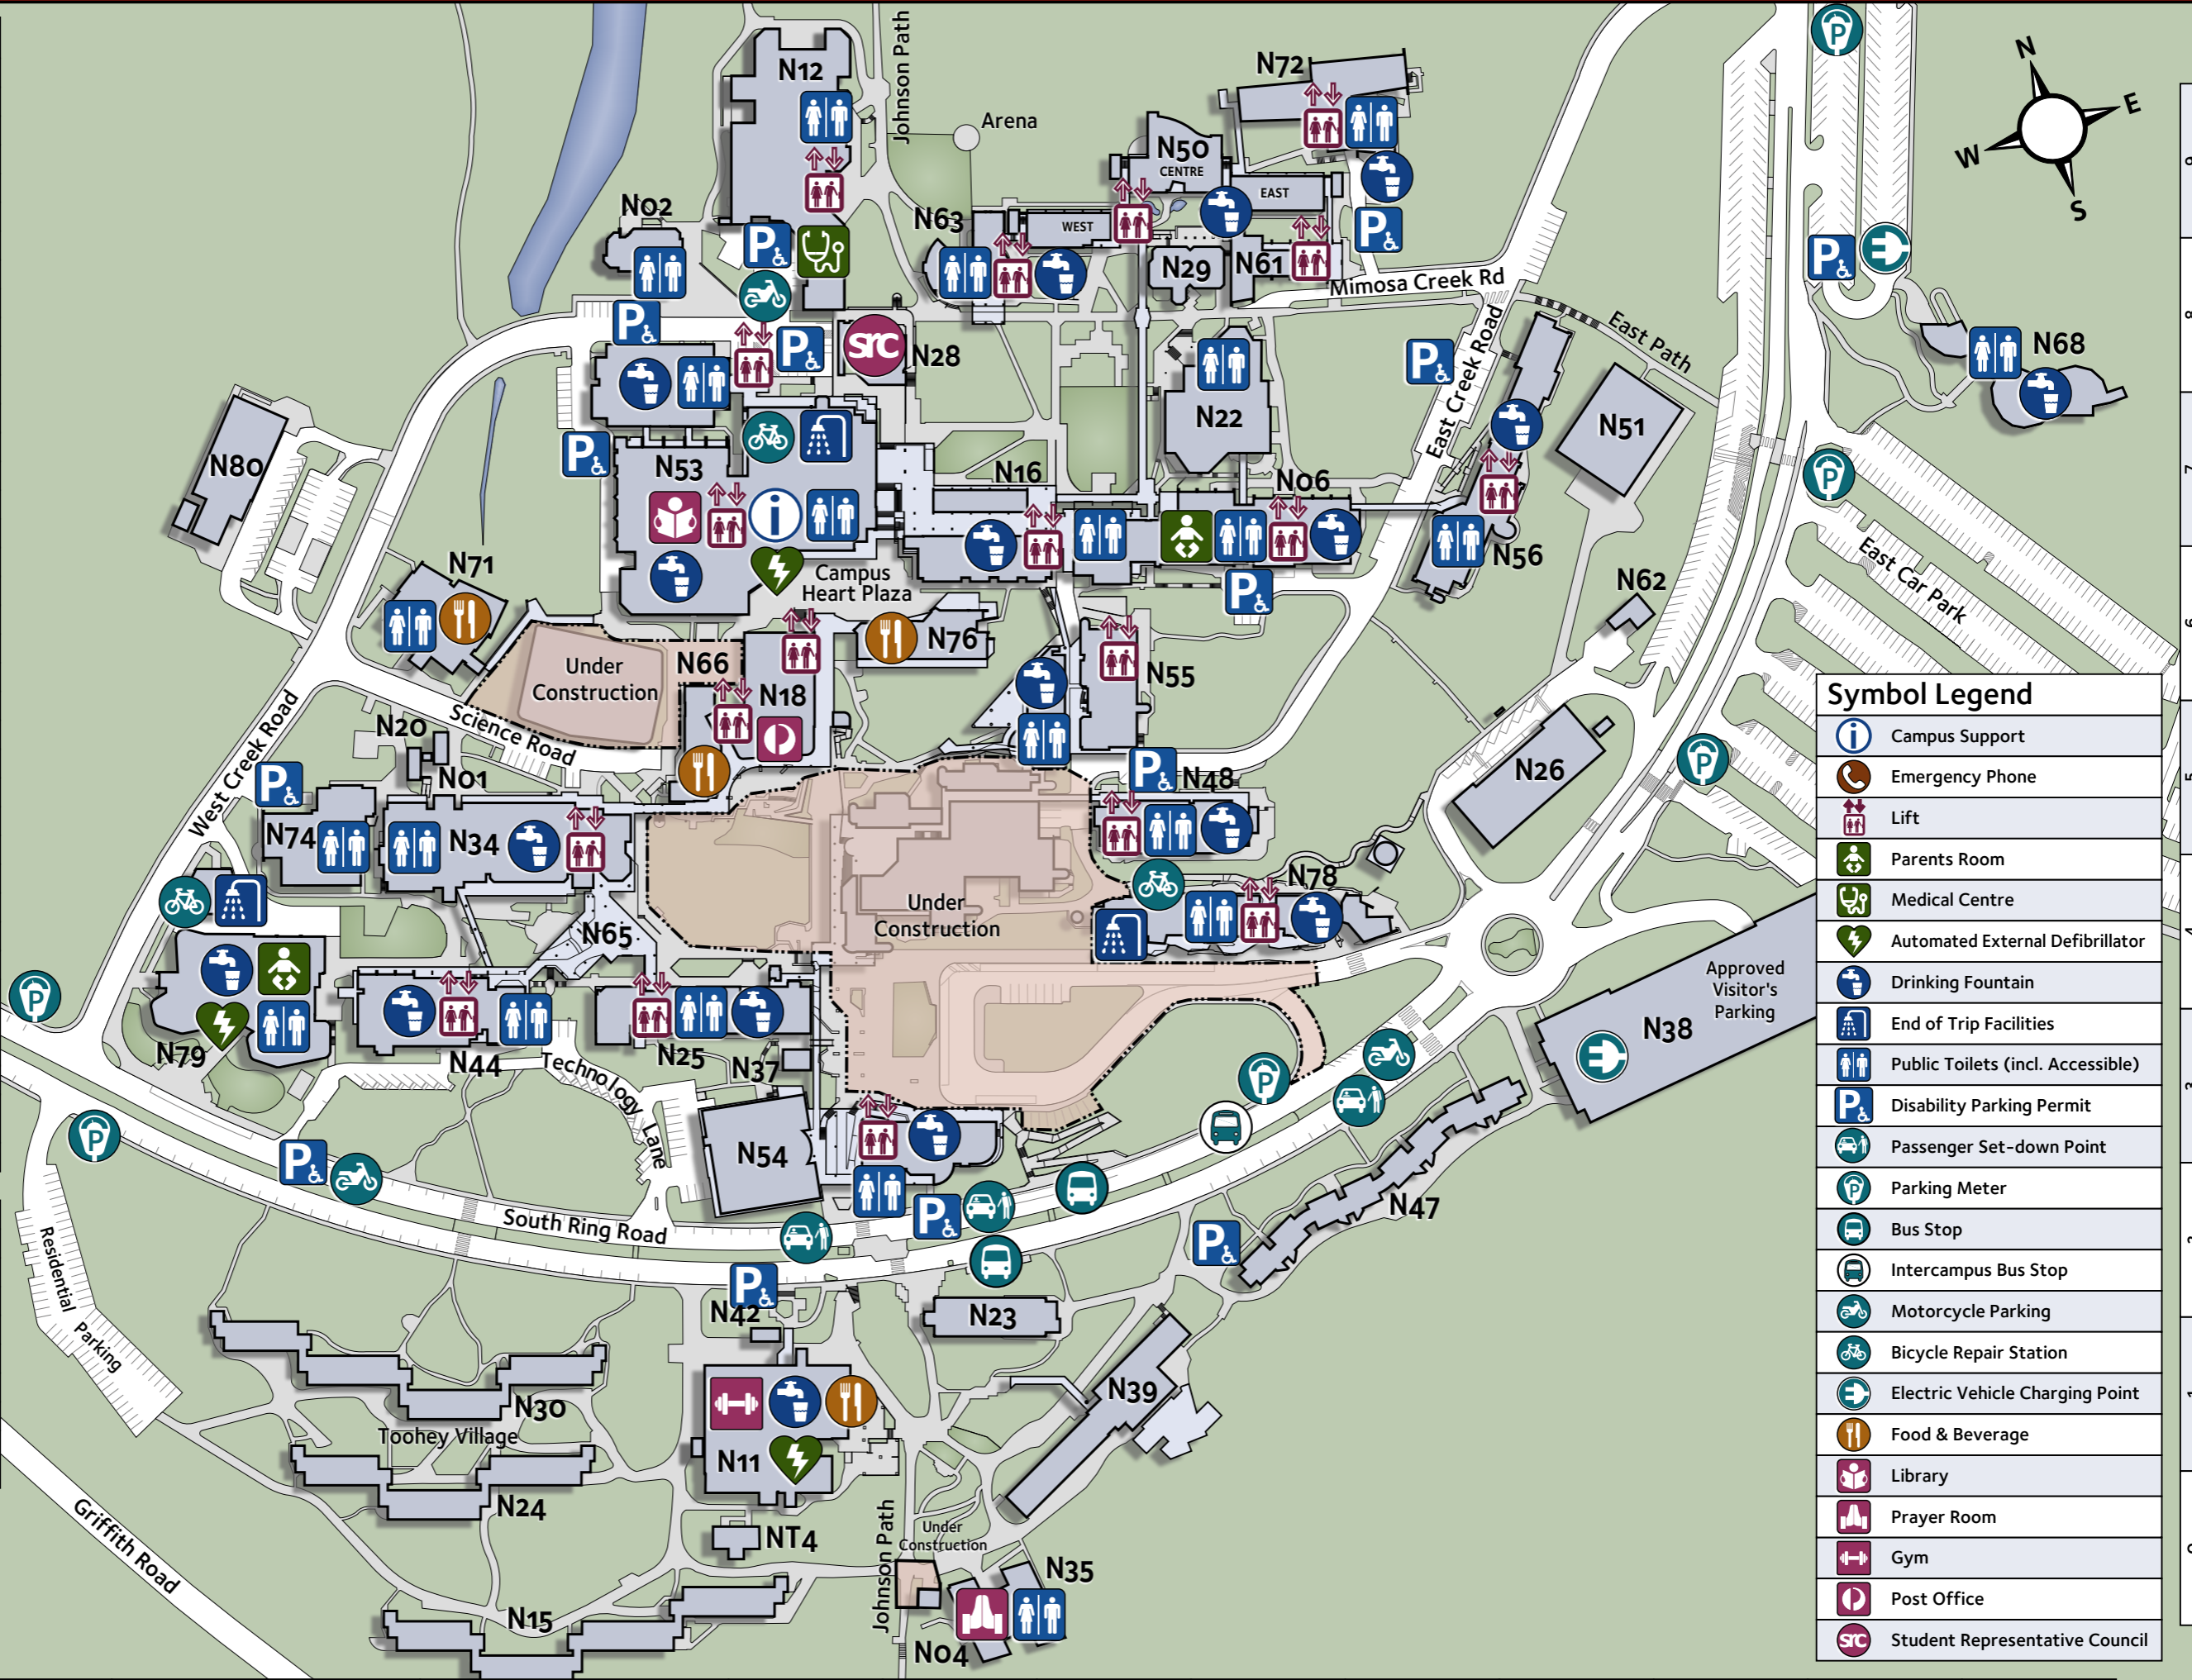 Johnson Path
N12
N72
N
E
W
S
Arena
N50
CENTRE
EAST
N02
N63
WEST
N29
N61
Mimosa Creek Rd
East Path
src
N28
East Creek Road
N68
N22
N51
N80
N53
N16
N06
i
N56
N71
Campus
Heart Plaza
East Car Park
N62
Under
Construction
N66
N76
N18
N55
West Creek Road
Science Road
N20
N01
N48
N26
N74
N34
N78
Under
Construction
N65
Approved
Visitor's
Parking
N38
N79
N44
Technology
Lane
N25
N37
N54
N47
South Ring Road
Residential
Parking
N42
N23
N30
Toohey Village
N39
N11
N24
Griffith Road
NT4
Johnson Path
Under
Construction
N35
N15
N04
Symbol Legend
Campus Support
Emergency Phone
Lift
Parents Room
Medical Centre
Automated External Defibrillator
Drinking Fountain
End of Trip Facilities
Public Toilets (incl. Accessible)
Disability Parking Permit
Passenger Set-down Point
Parking Meter
Bus Stop
Intercampus Bus Stop
Motorcycle Parking
Bicycle Repair Station
Electric Vehicle Charging Point
Food & Beverage
Library
Prayer Room
Gym
Post Office
src Student Representative Council